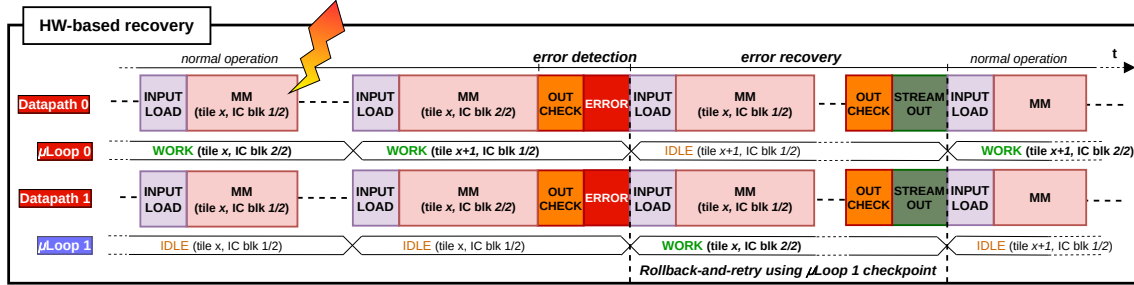 HW-based recovery
normal operation
error detection
error recovery
normal operation
t
Datapath 0
INPUT LOAD
MM (tile x, IC blk 1/2)
INPUT LOAD
MM (tile x, IC blk 2/2)
OUT CHECK
ERROR
INPUT LOAD
MM (tile x, IC blk 1/2)
OUT CHECK
STREAM OUT
INPUT LOAD
MM
µLoop 0
WORK (tile x, IC blk 2/2)
WORK (tile x+1, IC blk 1/2)
IDLE (tile x+1, IC blk 1/2)
WORK (tile x+1, IC blk 2/2)
Datapath 1
INPUT LOAD
MM (tile x, IC blk 1/2)
INPUT LOAD
MM (tile x, IC blk 2/2)
OUT CHECK
ERROR
INPUT LOAD
MM (tile x, IC blk 1/2)
OUT CHECK
STREAM OUT
INPUT LOAD
MM
µLoop 1
IDLE (tile x, IC blk 1/2)
IDLE (tile x, IC blk 1/2)
WORK (tile x, IC blk 2/2)
IDLE (tile x+1, IC blk 1/2)
Rollback-and-retry using µLoop 1 checkpoint